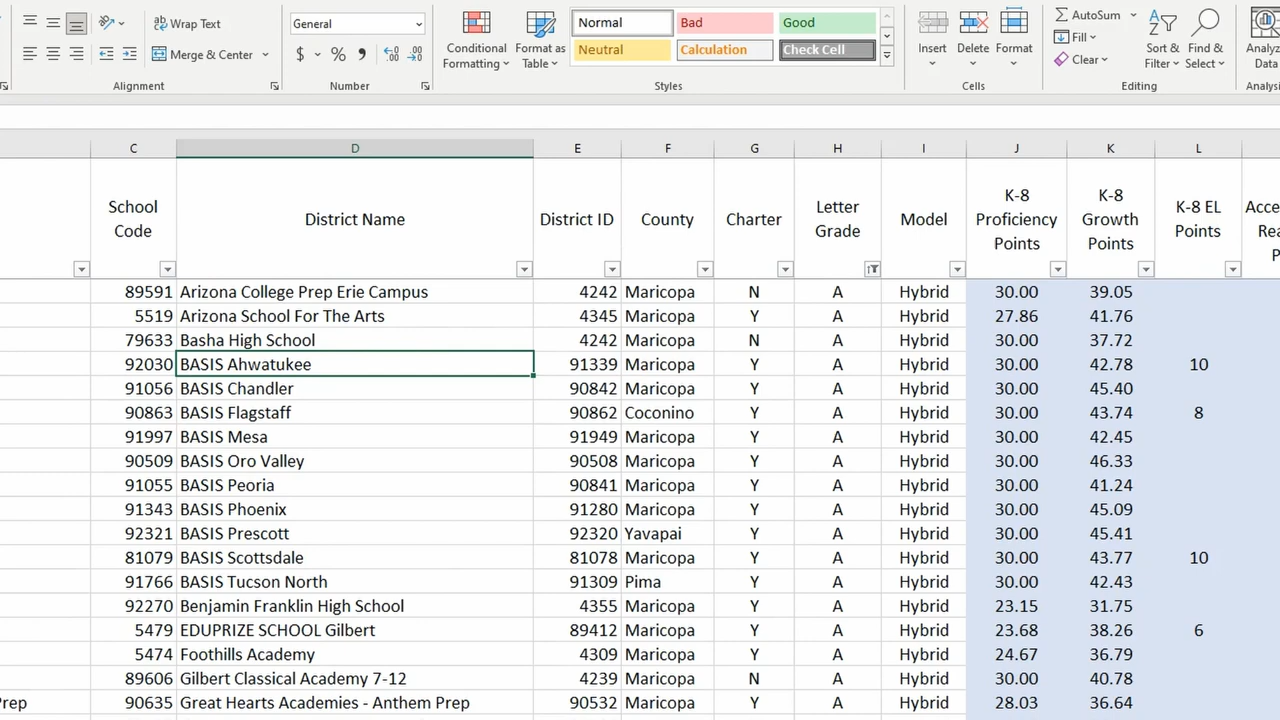 Wrap Text General Normal Bad Good AutoSum
Merge & Center $ % Conditional Formatting Format as Table Neutral Calculation Check Cell Insert Delete Format Fill Clear Sort & Filter Find & Select Analyz Data
Alignment Number Styles Cells Editing Analysis
C D E F G H I J K L
School Code District Name District ID County Charter Letter Grade Model K-8 Proficiency Points K-8 Growth Points K-8 EL Points Acce Rea P
89591 Arizona College Prep Erie Campus 4242 Maricopa N A Hybrid 30.00 39.05
5519 Arizona School For The Arts 4345 Maricopa Y A Hybrid 27.86 41.76
79633 Basha High School 4242 Maricopa N A Hybrid 30.00 37.72
92030 BASIS Ahwatukee 91339 Maricopa Y A Hybrid 30.00 42.78 10
91056 BASIS Chandler 90842 Maricopa Y A Hybrid 30.00 45.40
90863 BASIS Flagstaff 90862 Coconino Y A Hybrid 30.00 43.74 8
91997 BASIS Mesa 91949 Maricopa Y A Hybrid 30.00 42.45
90509 BASIS Oro Valley 90508 Maricopa Y A Hybrid 30.00 46.33
91055 BASIS Peoria 90841 Maricopa Y A Hybrid 30.00 41.24
91343 BASIS Phoenix 91280 Maricopa Y A Hybrid 30.00 45.09
92321 BASIS Prescott 92320 Yavapai Y A Hybrid 30.00 45.41
81079 BASIS Scottsdale 81078 Maricopa Y A Hybrid 30.00 43.77 10
91766 BASIS Tucson North 91309 Pima Y A Hybrid 30.00 42.43
92270 Benjamin Franklin High School 4355 Maricopa Y A Hybrid 23.15 31.75
5479 EDUPRIZE SCHOOL Gilbert 89412 Maricopa Y A Hybrid 23.68 38.26 6
5474 Foothills Academy 4309 Maricopa Y A Hybrid 24.67 36.79
89606 Gilbert Classical Academy 7-12 4239 Maricopa N A Hybrid 30.00 40.78
Prep 90635 Great Hearts Academies - Anthem Prep 90532 Maricopa Y A Hybrid 28.03 36.64